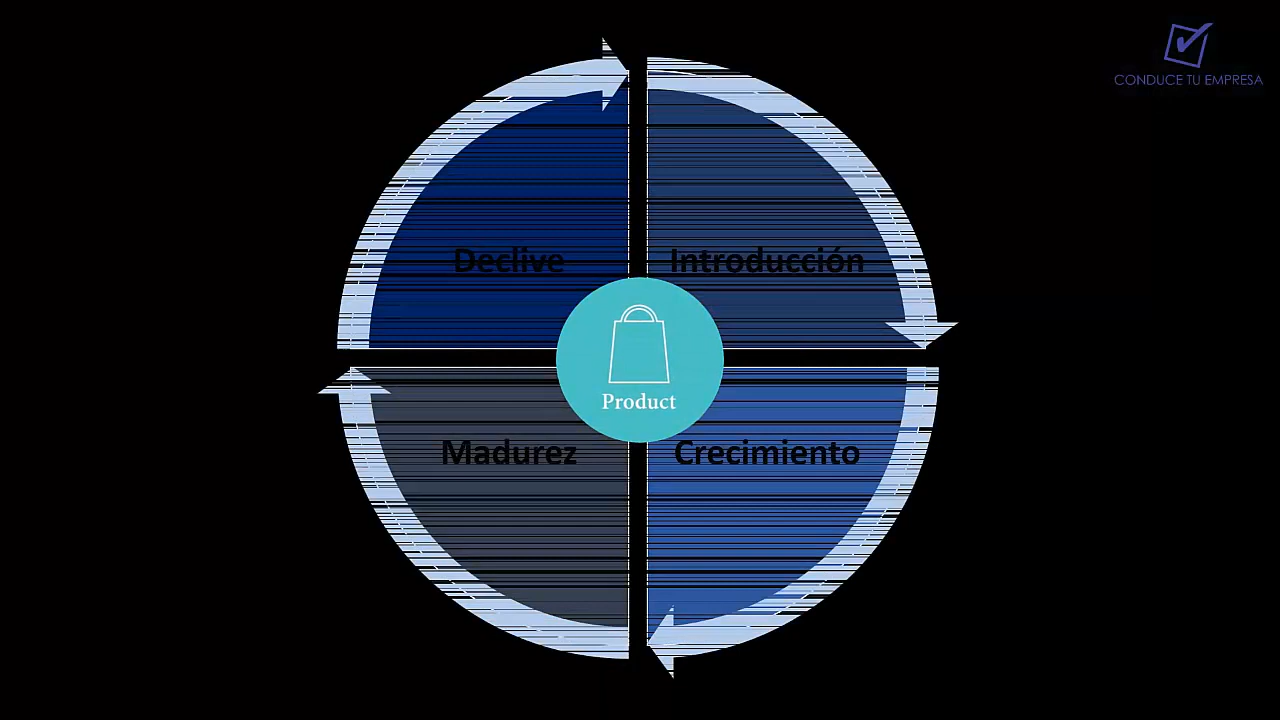 CONDUCE TU EMPRESA
Declive
Introducción
Product
Madurez
Crecimiento